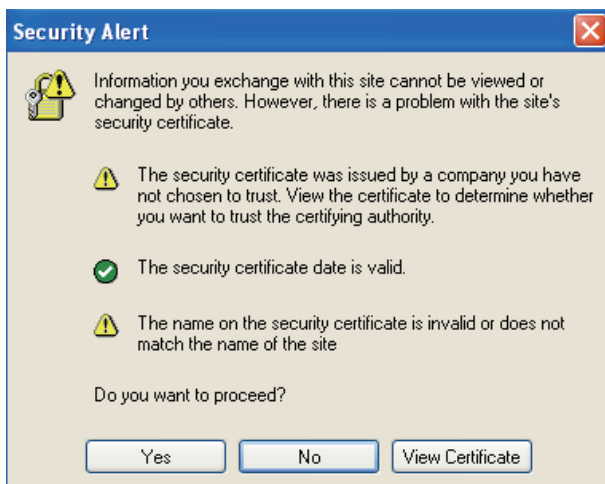 Security Alert
Information you exchange with this site cannot be viewed or
changed by others. However, there is a problem with the site's
security certificate.
The security certificate was issued by a company you have
not chosen to trust. View the certificate to determine whether
you want to trust the certifying authority.
The security certificate date is valid.
The name on the security certificate is invalid or does not
match the name of the site
Do you want to proceed?
Yes No View Certificate